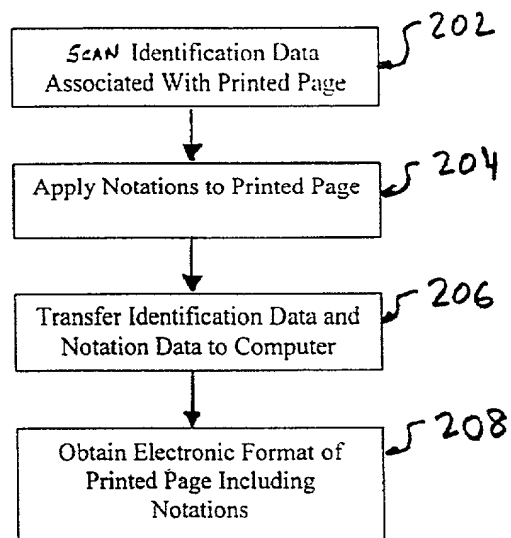 202
SCAN Identification Data
Associated With Printed Page
204
Apply Notations to Printed Page
206
Transfer Identification Data and
Notation Data to Computer
208
Obtain Electronic Format of
Printed Page Including
Notations